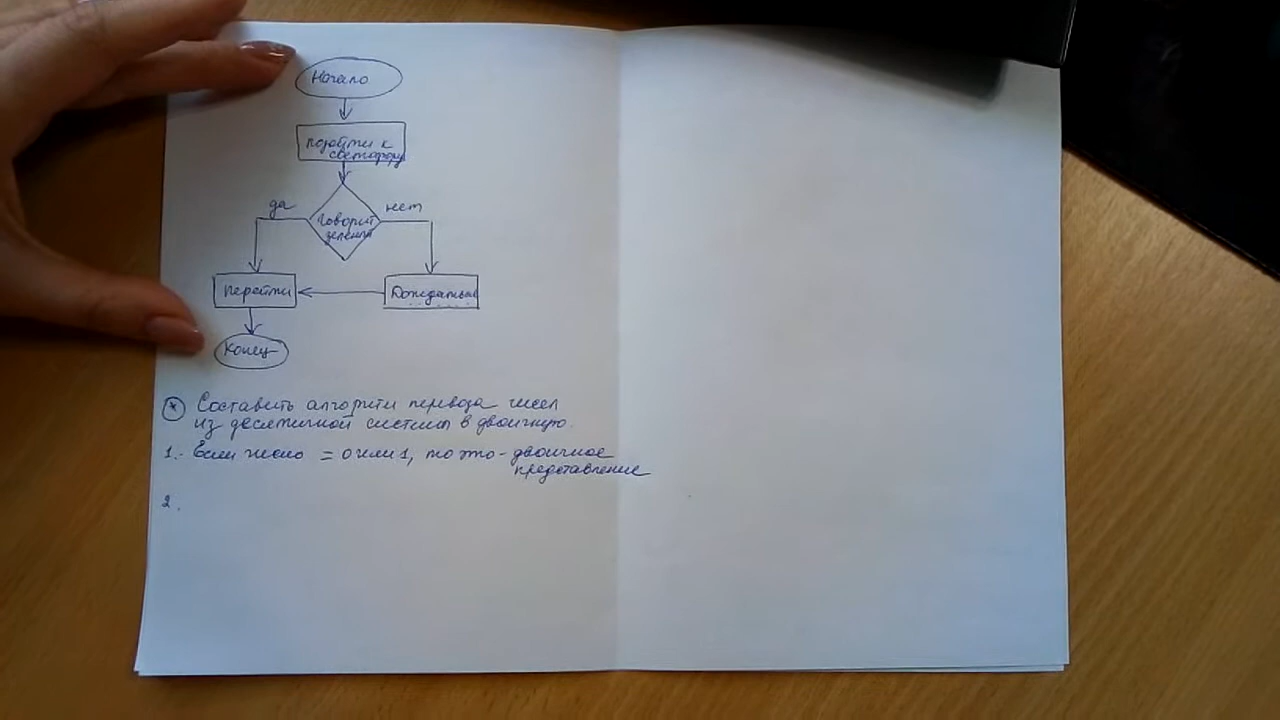 Начало
подойти к
светофору
да
нет
Говорит
зеленый
перейти
Дождаться
Конец
* Составить алгоритм перевода чисел
из десятичной системы в двоичную.
1. Если число = 0 или 1, то это - двоичное
представление
2.